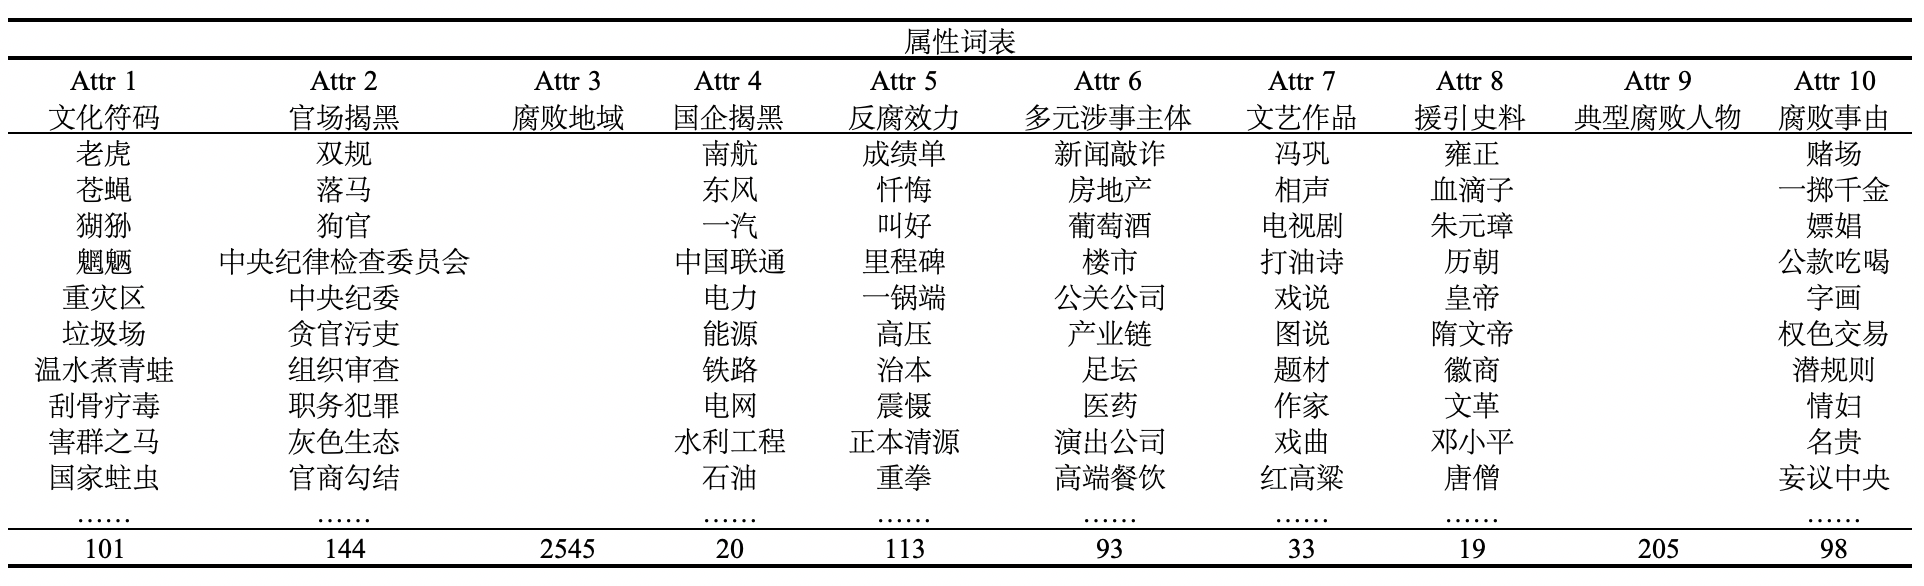 属性词表
Attr 1 Attr 2 Attr 3 Attr 4 Attr 5 Attr 6 Attr 7 Attr 8 Attr 9 Attr 10
文化符码 官场揭黑 腐败地域 国企揭黑 反腐效力 多元涉事主体 文艺作品 援引史料 典型腐败人物 腐败事由
老虎 双规 南航 成绩单 新闻敲诈 冯巩 雍正 赌场
苍蝇 落马 东风 忏悔 房地产 相声 血滴子 一掷千金
猢狲 狗官 一汽 叫好 葡萄酒 电视剧 朱元璋 嫖娼
魍魉 中央纪律检查委员会 中国联通 里程碑 楼市 打油诗 历朝 公款吃喝
重灾区 中央纪委 电力 一锅端 公关公司 戏说 皇帝 字画
垃圾场 贪官污吏 能源 高压 产业链 图说 隋文帝 权色交易
温水煮青蛙 组织审查 铁路 治本 足坛 题材 徽商 潜规则
刮骨疗毒 职务犯罪 电网 震慑 医药 作家 文革 情妇
害群之马 灰色生态 水利工程 正本清源 演出公司 戏曲 邓小平 名贵
国家蛀虫 官商勾结 石油 重拳 高端餐饮 红高粱 唐僧 妄议中央
…… …… …… …… …… …… …… ……
101 144 2545 20 113 93 33 19 205 98